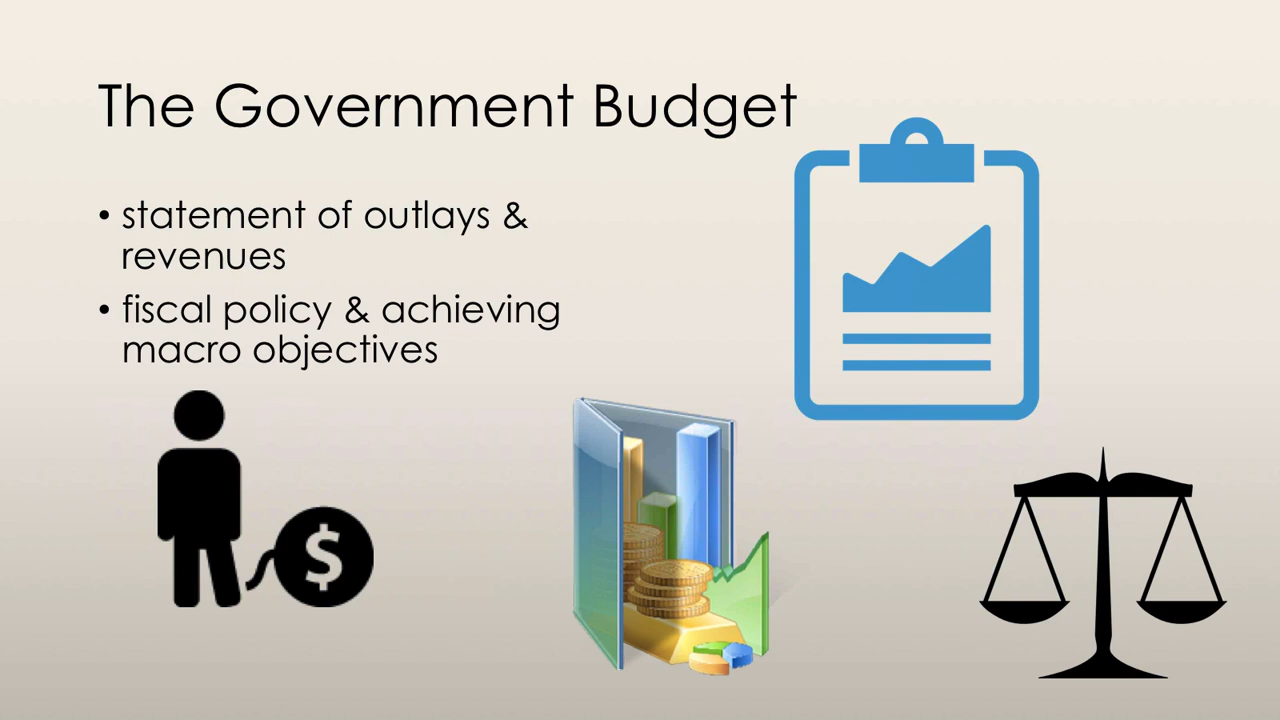 The Government Budget
• statement of outlays &
revenues
• fiscal policy & achieving
macro objectives
$